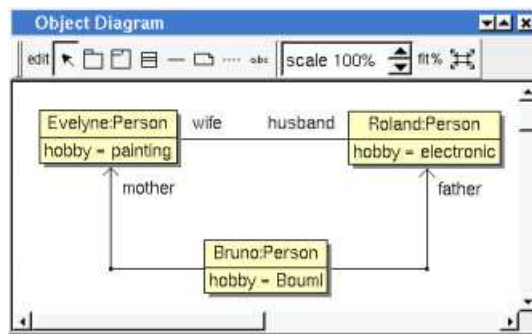 Object Diagram
edit abc scale 100% fit%
Evelyne:Person wife husband Roland:Person
hobby = painting hobby = electronic
mother father
Bruno:Person
hobby = Bouml